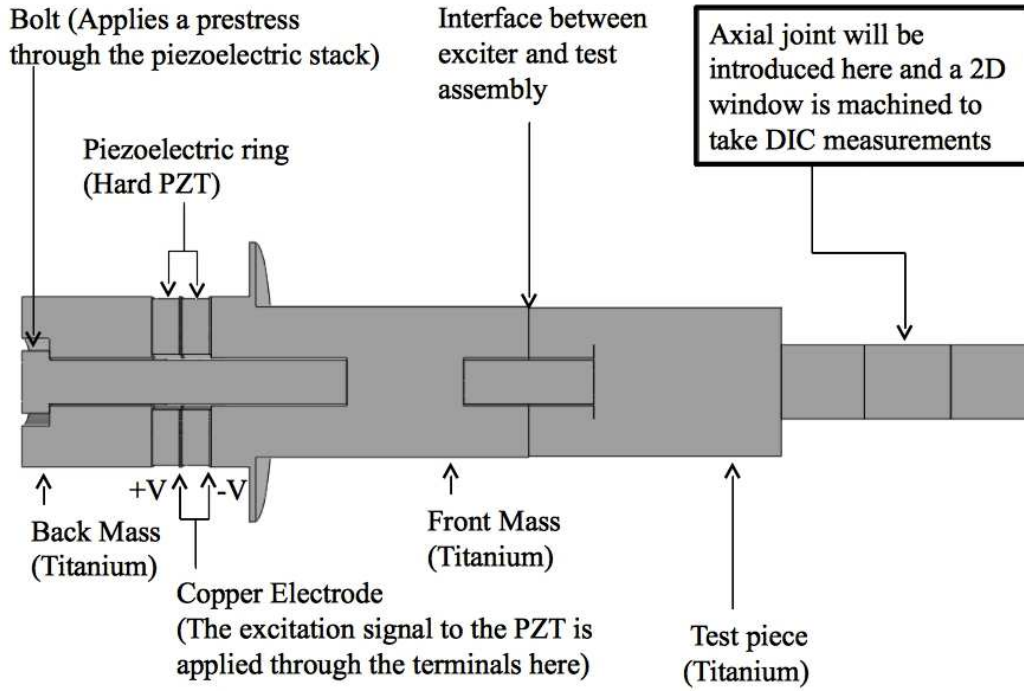 Bolt (Applies a prestress
through the piezoelectric stack)
Interface between
exciter and test
assembly
Axial joint will be
introduced here and a 2D
window is machined to
take DIC measurements
Piezoelectric ring
(Hard PZT)
+V
-V
Back Mass
(Titanium)
Front Mass
(Titanium)
Copper Electrode
(The excitation signal to the PZT is
applied through the terminals here)
Test piece
(Titanium)